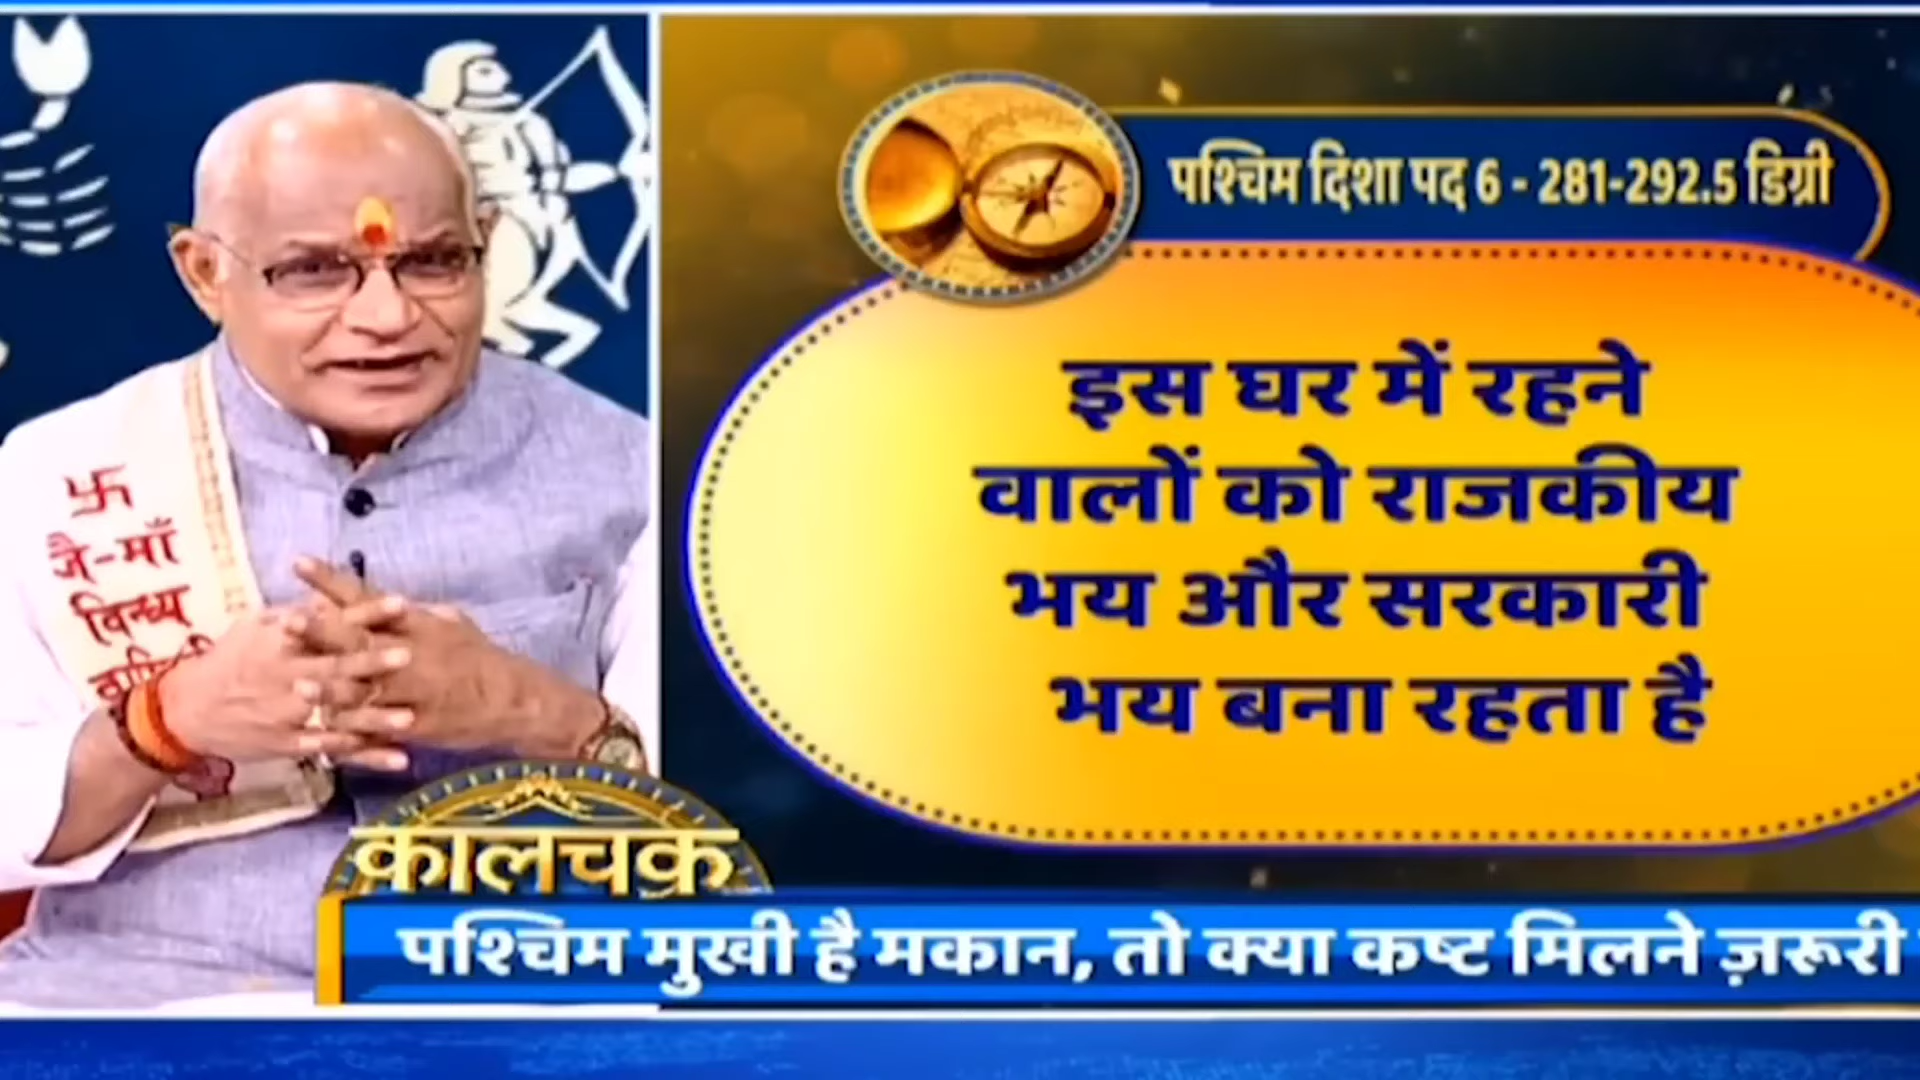 पश्चिम दिशा पद 6 - 281-292.5 डिग्री
इस घर में रहने
वालों को राजकीय
भय और सरकारी
भय बना रहता है
卐
जै-माँ
विन्ध्य
कालचक्र
पश्चिम मुखी है मकान, तो क्या कष्ट मिलने ज़रूरी